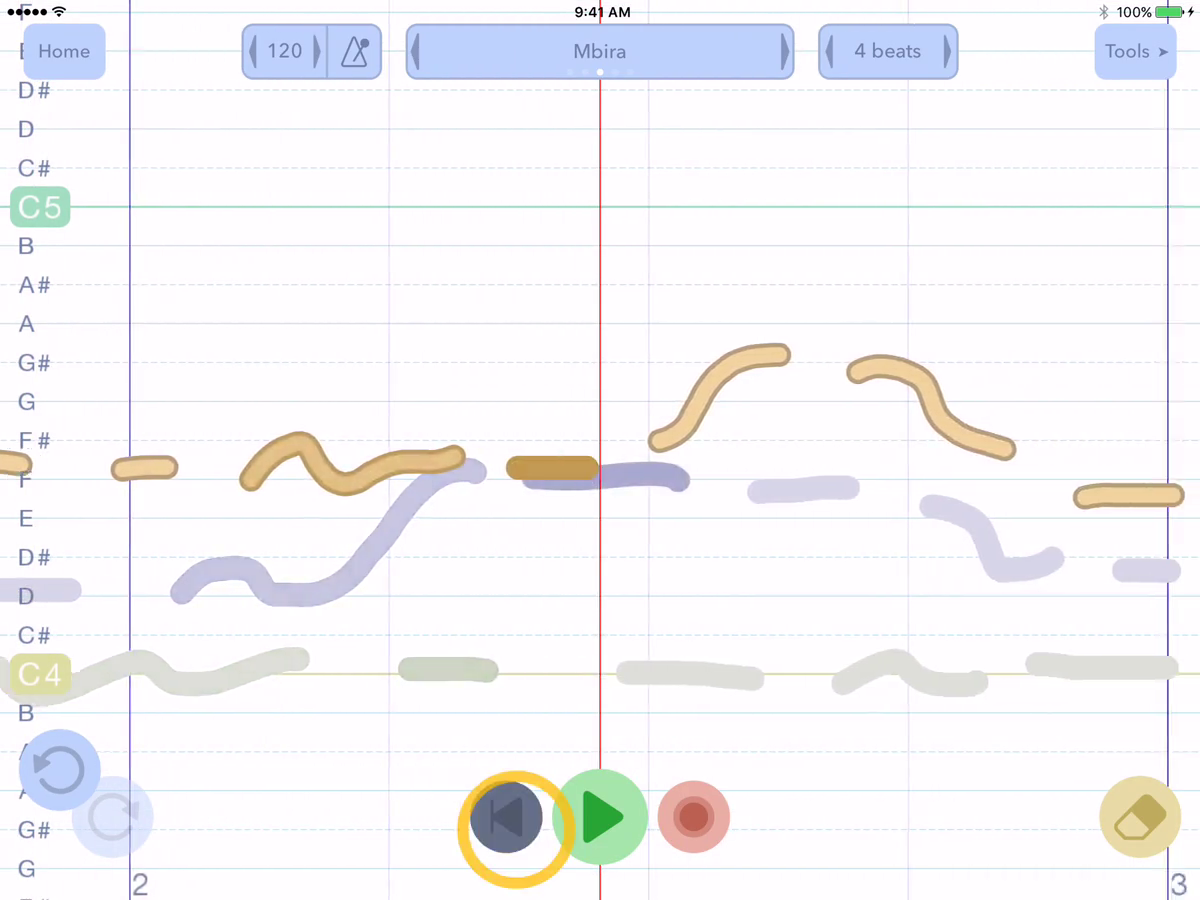 9:41 AM
100%
Home
120
Mbira
4 beats
Tools ➤
D#
D
C#
C5
B
A#
A
G#
G
F#
F
E
D#
D
C#
C4
B
G#
G
2
3